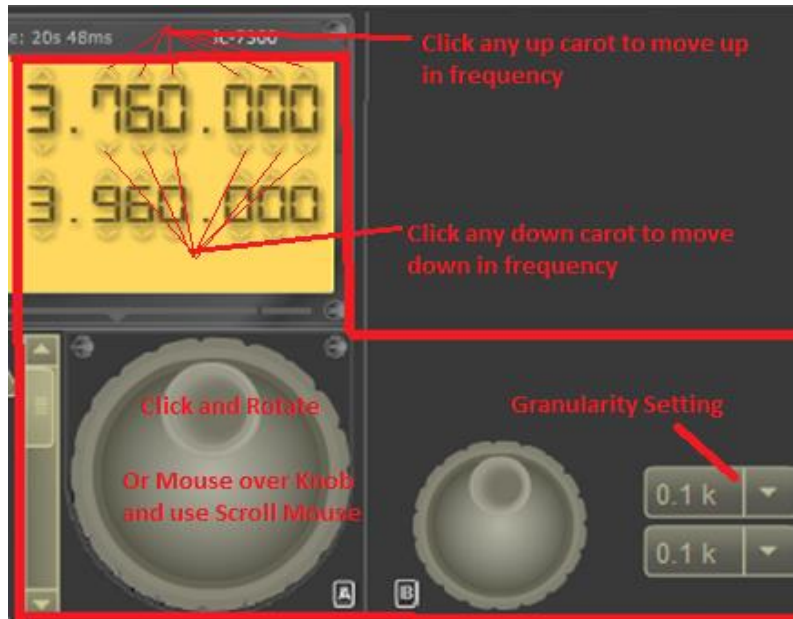 e: 20s 48ms ic-7300
Click any up carot to move up
in frequency
3.760.000
3.960.000
Click any down carot to move
down in frequency
Click and Rotate
Granularity Setting
Or Mouse over Knob
and use Scroll Mouse
0.1 k
0.1 k
A
B